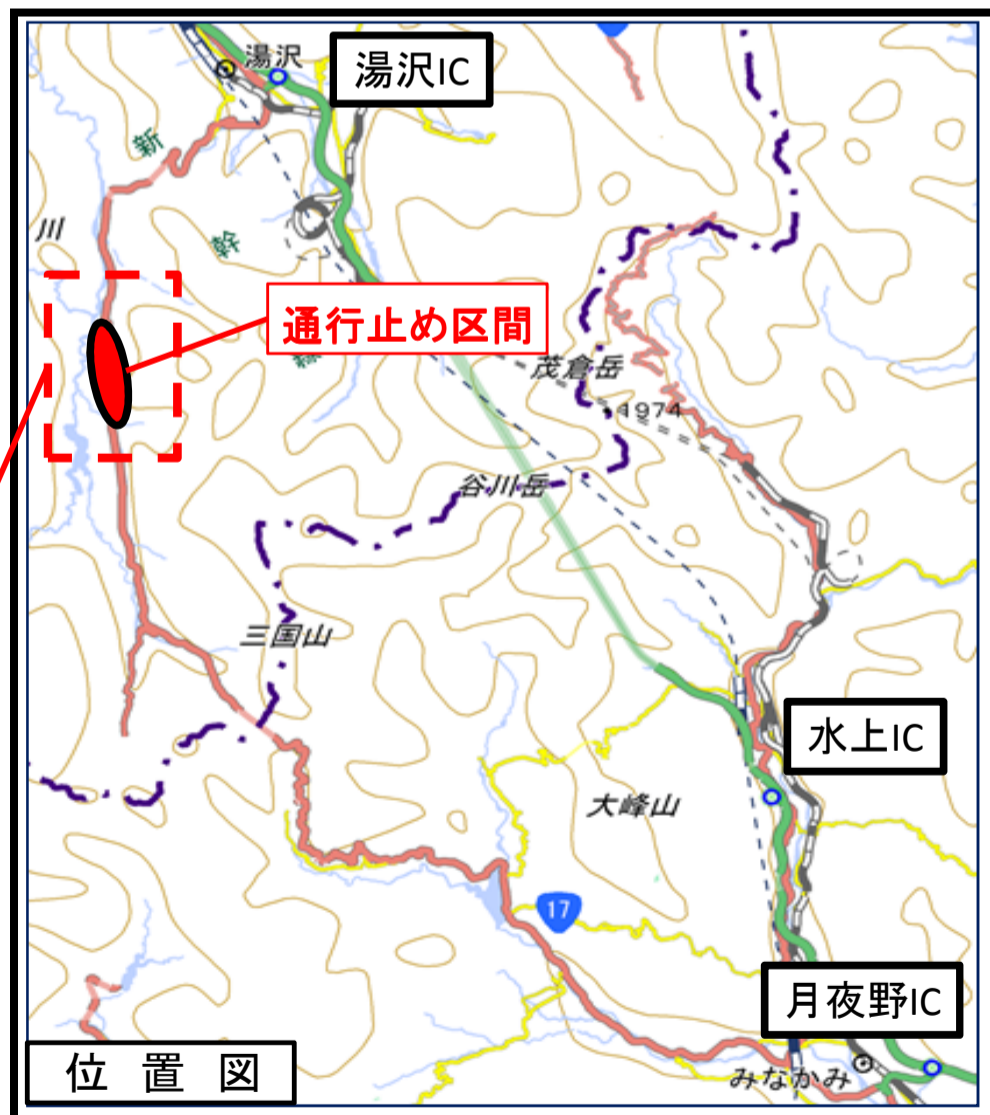 湯沢
湯沢IC
新
川
幹
通行止め区間
線
茂倉岳
1974
谷川岳
三国山
水上IC
大峰山
17
月夜野IC
位置図
みなかみ